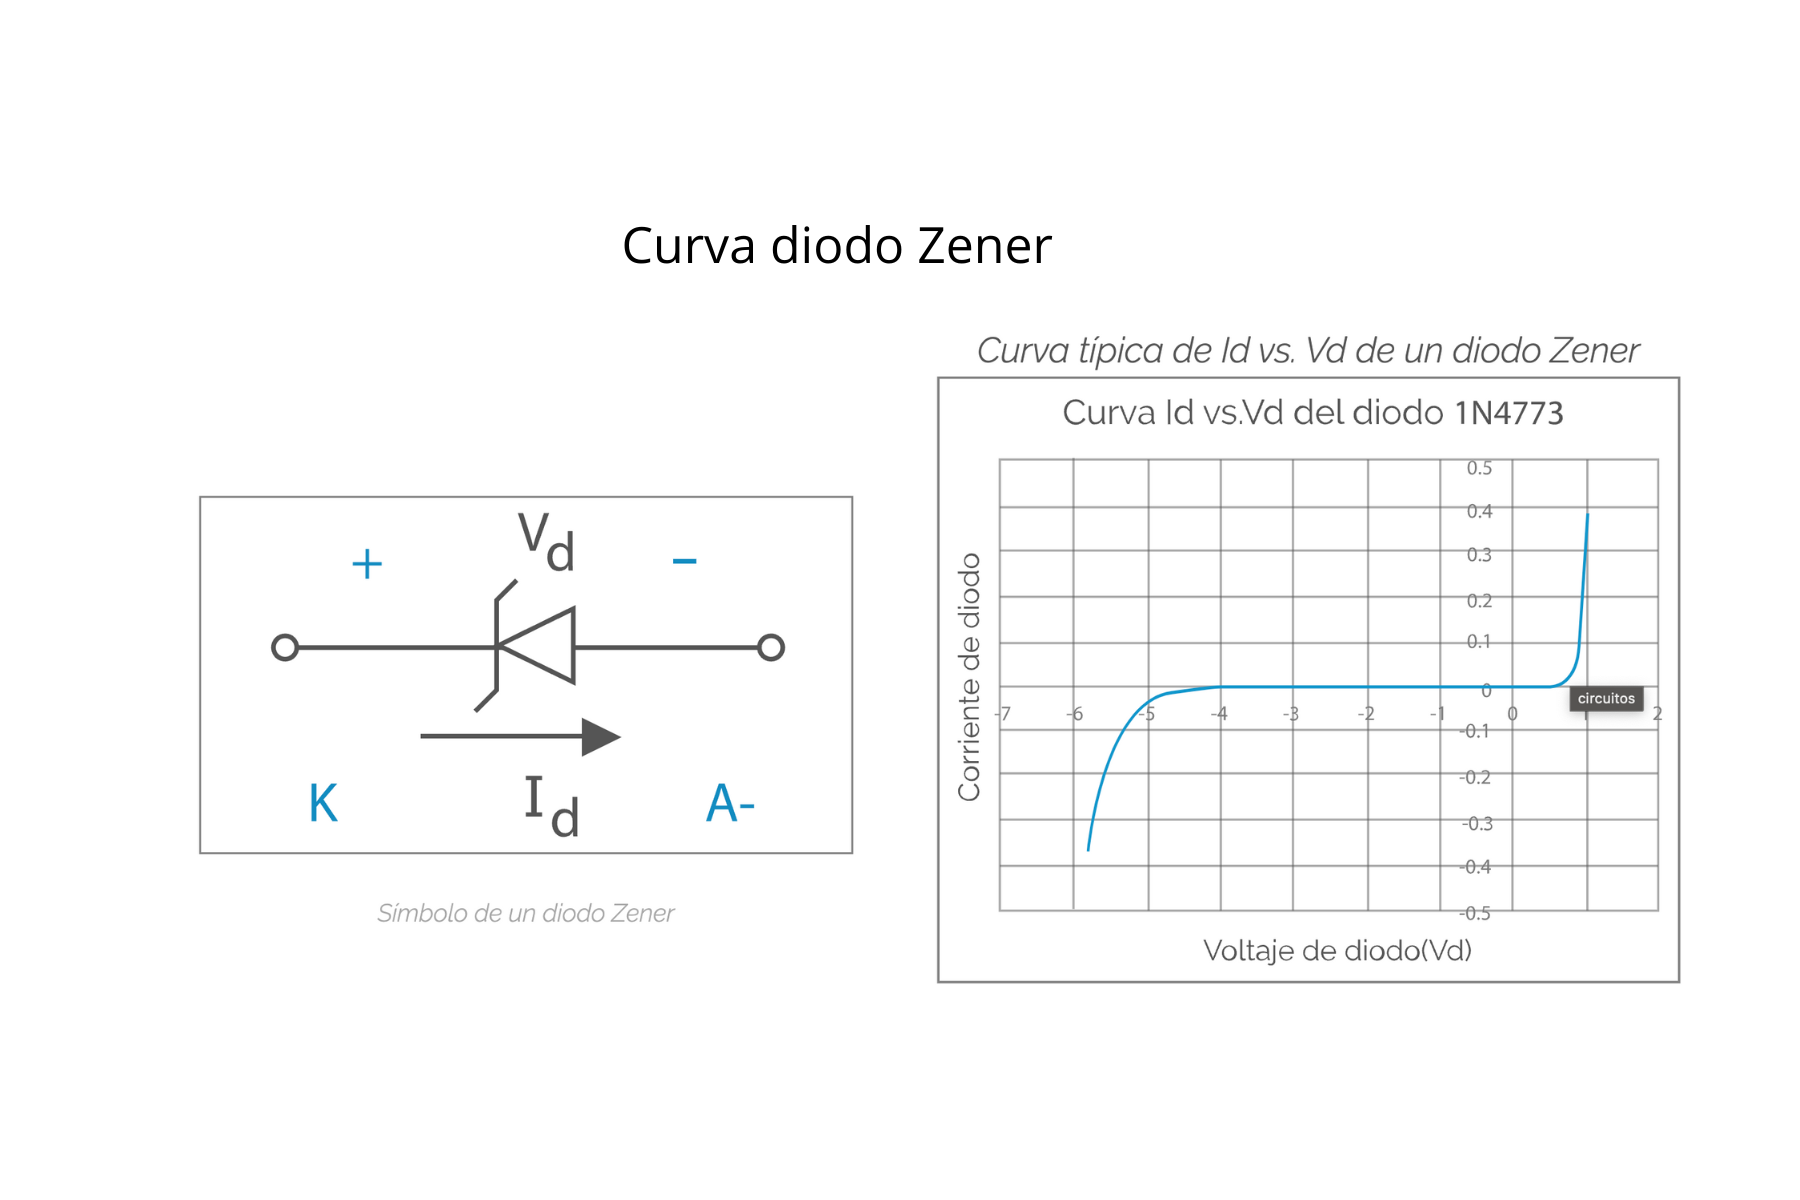 Curva diodo Zener
Curva típica de Id vs. Vd de un diodo Zener
Curva Id vs.Vd del diodo 1N4773
+
Vd
-
Id
K
A-
Símbolo de un diodo Zener
Corriente de diodo
0.5
0.4
0.3
0.2
0.1
0
circuitos
-7 -6 -5 -4 -3 -2 -1 0 2
-0.1
-0.2
-0.3
-0.4
-0.5
Voltaje de diodo(Vd)